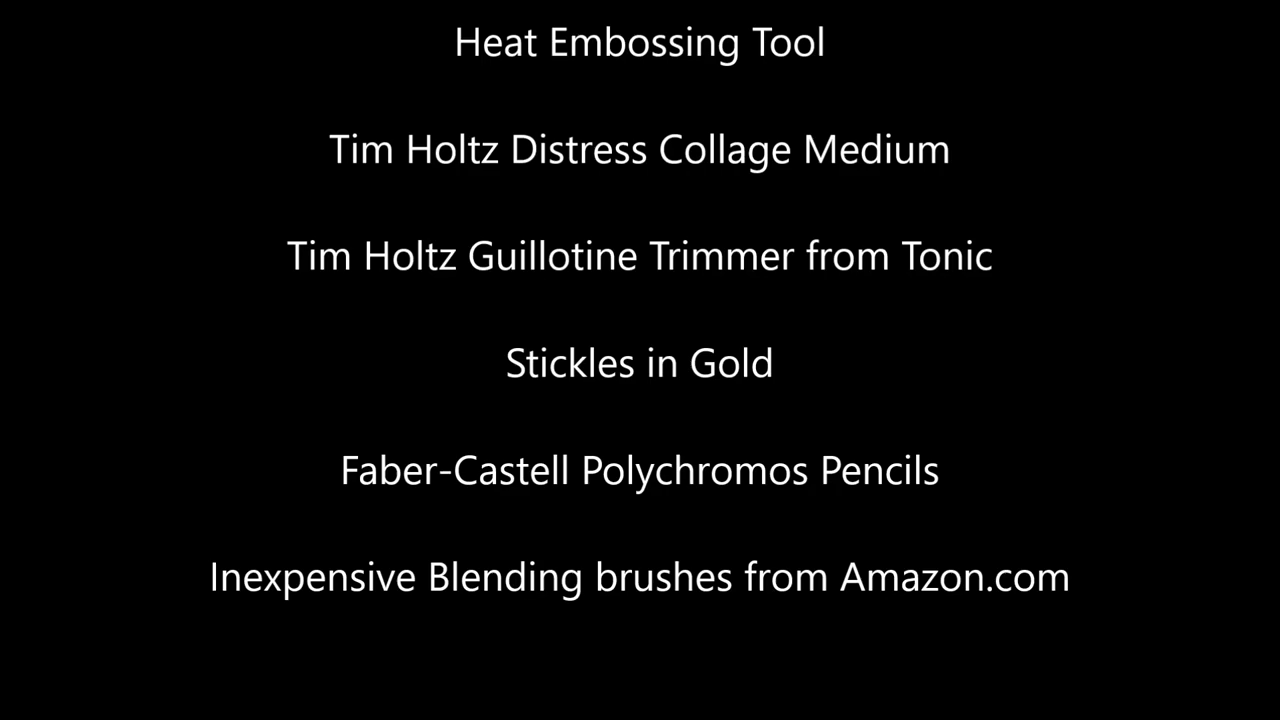 Heat Embossing Tool
Tim Holtz Distress Collage Medium
Tim Holtz Guillotine Trimmer from Tonic
Stickles in Gold
Faber-Castell Polychromos Pencils
Inexpensive Blending brushes from Amazon.com